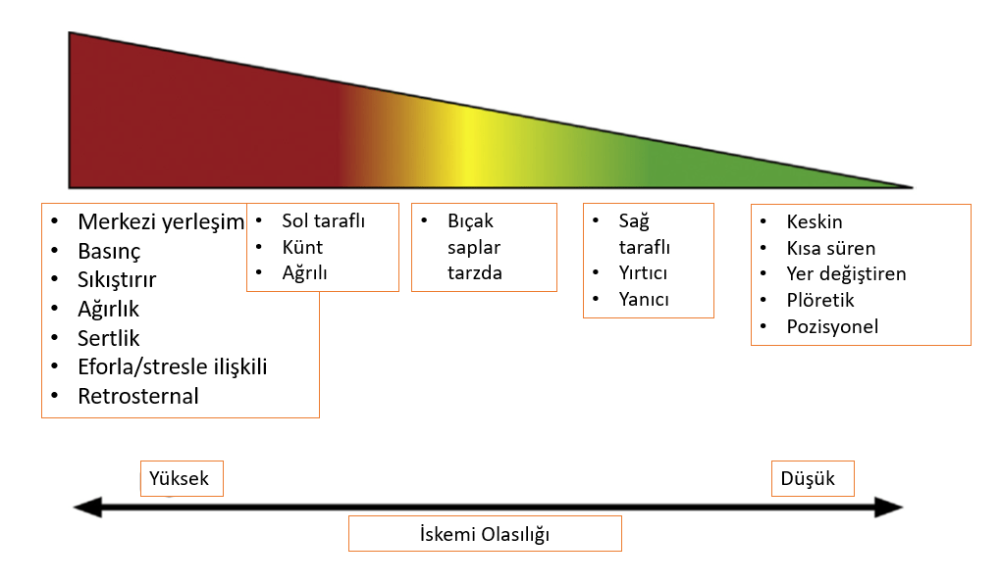 Merkezi yerleşim
Basınç
Sıkıştırır
Ağırlık
Sertlik
Eforla/stresle ilişkili
Retrosternal
Sol taraflı
Künt
Ağrılı
Bıçak
saplar
tarzda
Sağ
taraflı
Yırtıcı
Yanıcı
Keskin
Kısa süren
Yer değiştiren
Plöretik
Pozisyonel
Yüksek
Düşük
İskemi Olasılığı